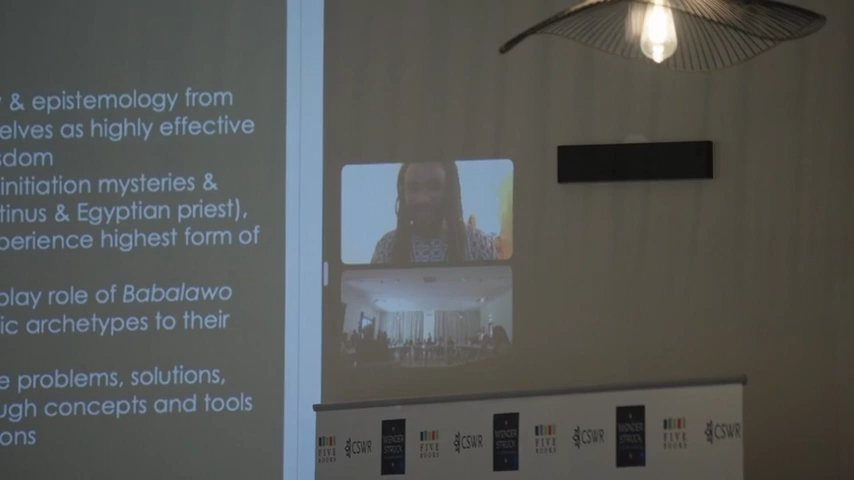 & epistemology from
elves as highly effective
sdom
initiation mysteries &
tinus & Egyptian priest),
perience highest form of
play role of Babalawo
ic archetypes to their
e problems, solutions,
ugh concepts and tools
ons
FIVE BOOKS CSWR WONDER STRUCK FIVE BOOKS CSWR WONDER STRUCK FIVE BOOKS CSWR WONDER STRUCK FIVE BOOKS CSWR